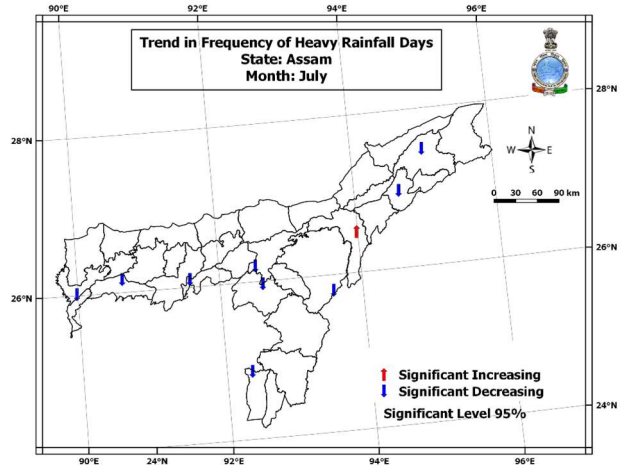 90°E 92°E 94°E 96°E
Trend in Frequency of Heavy Rainfall Days
State: Assam
Month: July
28°N
28°N
N
W E
S
0 30 60 90 km
26°N
26°N
Significant Increasing
Significant Decreasing
Significant Level 95%
24°N
90°E 24°N 92°E 94°E 96°E